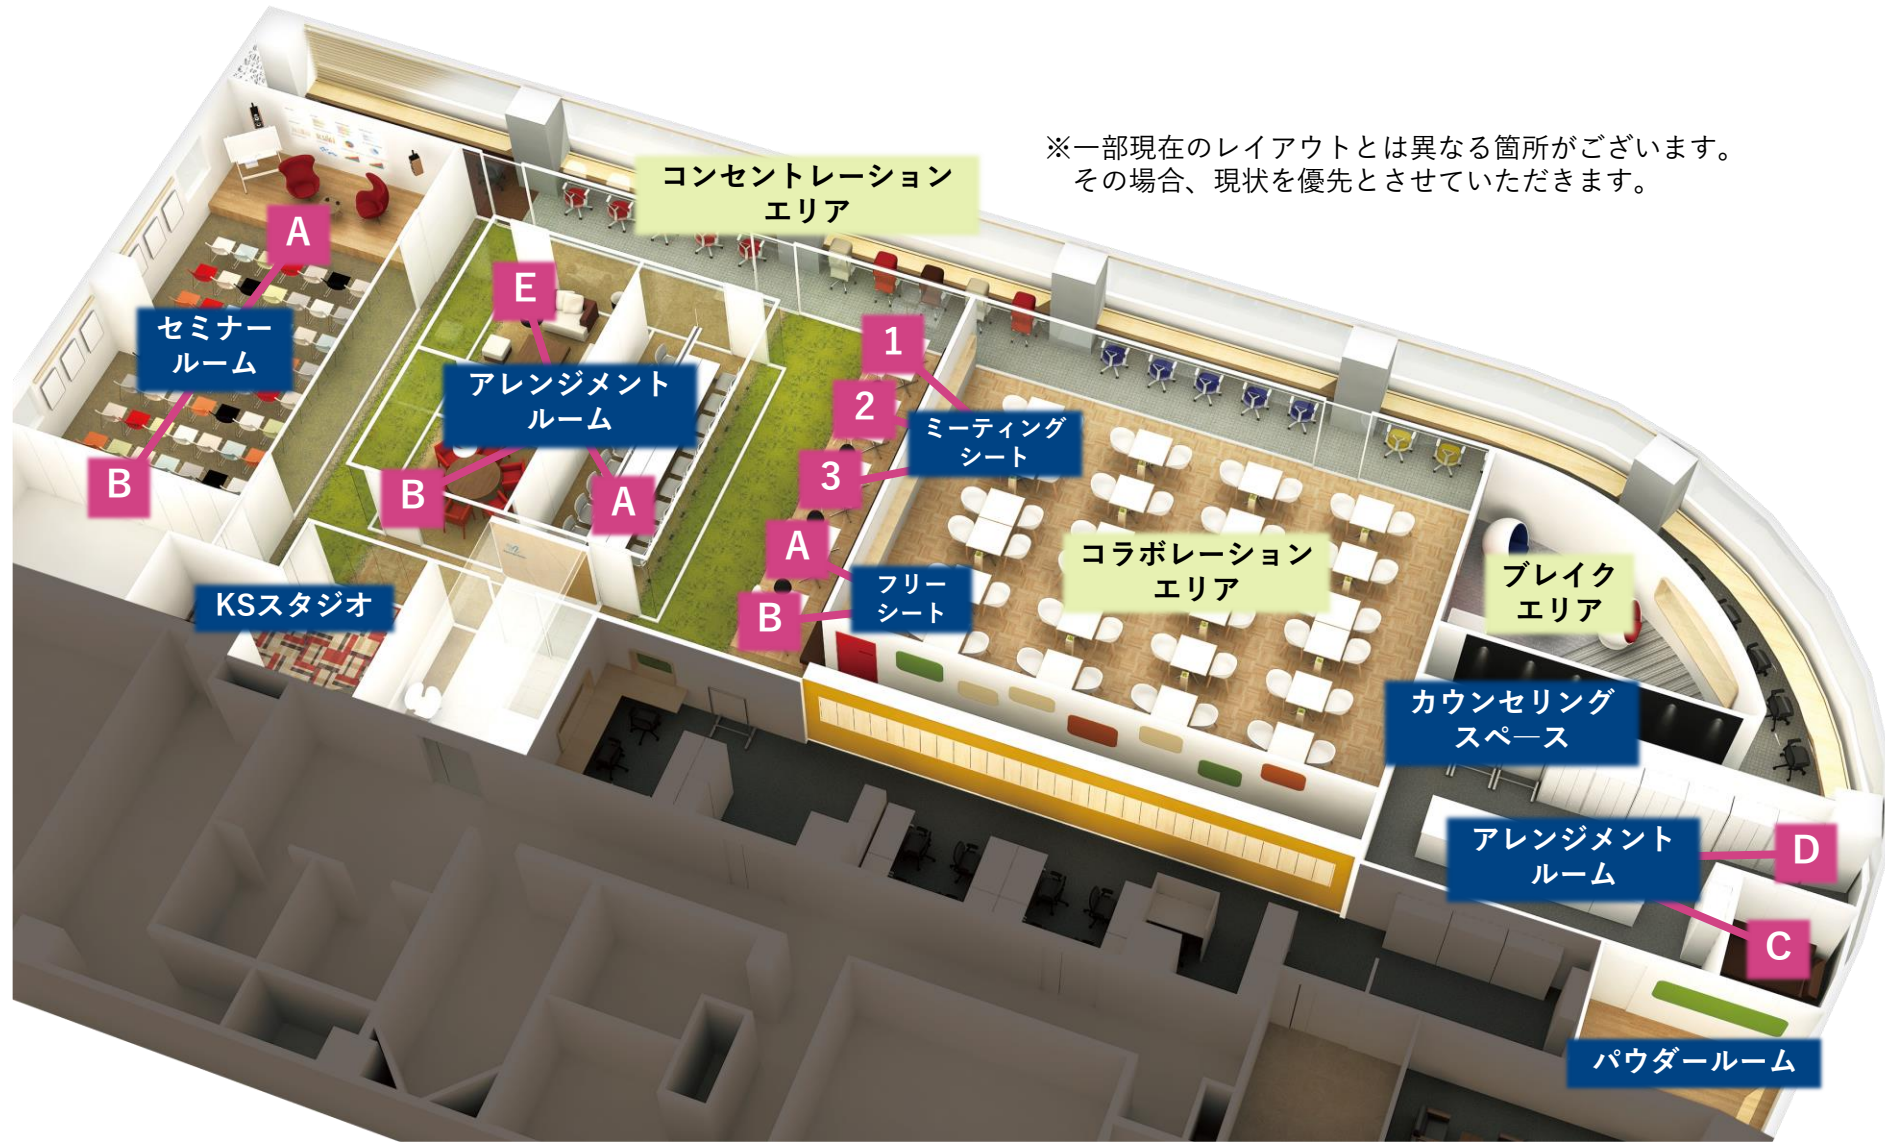 ※一部現在のレイアウトとは異なる箇所がございます。
その場合、現状を優先とさせていただきます。
コンセントレーション
エリア
A
セミナー
ルーム
B
E
アレンジメント
ルーム
B
A
1
2
ミーティング
シート
3
A
フリー
シート
B
KSスタジオ
コラボレーション
エリア
ブレイク
エリア
カウンセリング
スペ―ス
アレンジメント
ルーム
D
C
パウダールーム